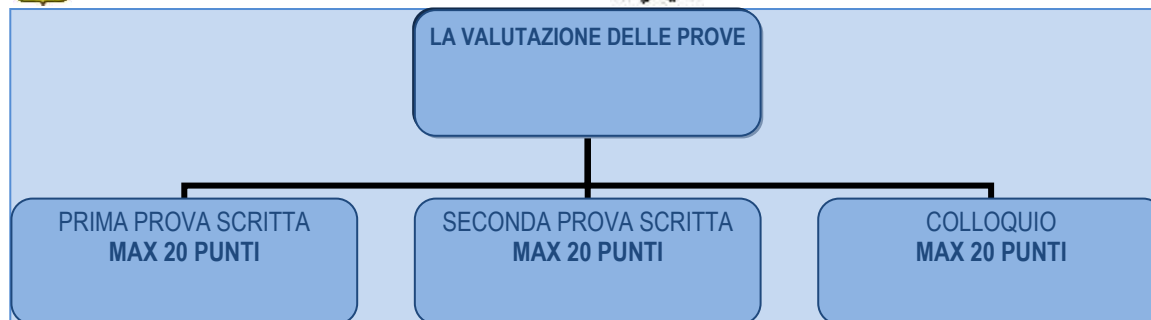 LA VALUTAZIONE DELLE PROVE
PRIMA PROVA SCRITTA
MAX 20 PUNTI
SECONDA PROVA SCRITTA
MAX 20 PUNTI
COLLOQUIO
MAX 20 PUNTI